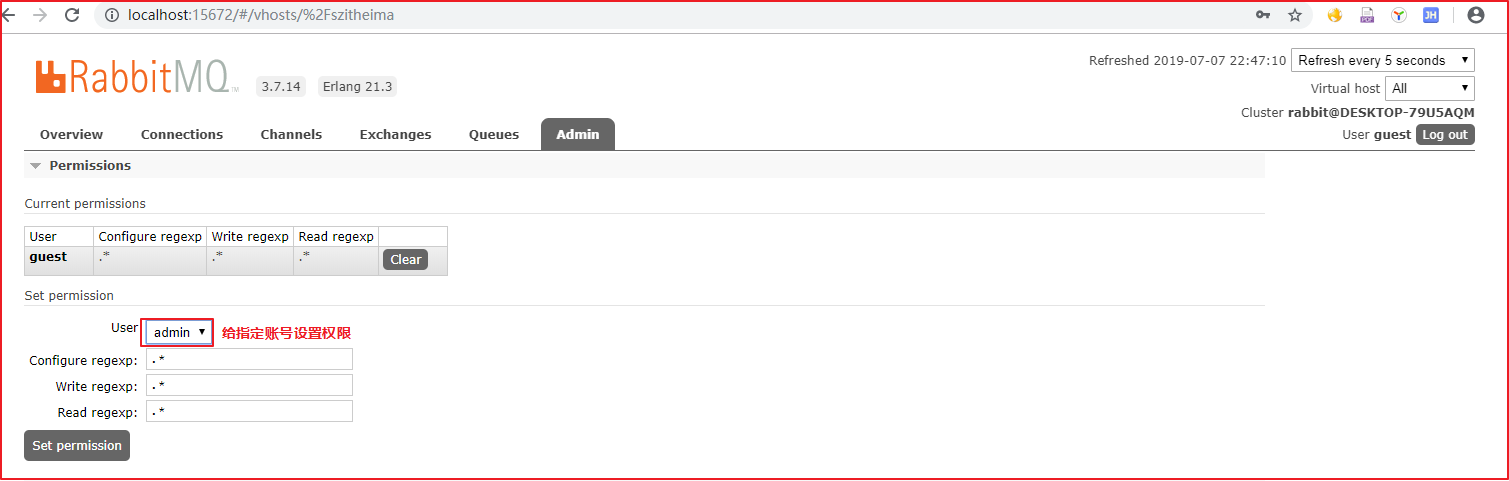 localhost:15672/#/vhosts/%2Fszitheima
PDF
JH
RabbitMQ TM 3.7.14 Erlang 21.3
Refreshed 2019-07-07 22:47:10 Refresh every 5 seconds
Virtual host All
Cluster rabbit@DESKTOP-79U5AQM
User guest Log out
Overview Connections Channels Exchanges Queues Admin
Permissions
Current permissions
User Configure regexp Write regexp Read regexp
guest .* .* .* Clear
Set permission
User admin 给指定账号设置权限
Configure regexp: .*
Write regexp: .*
Read regexp: .*
Set permission